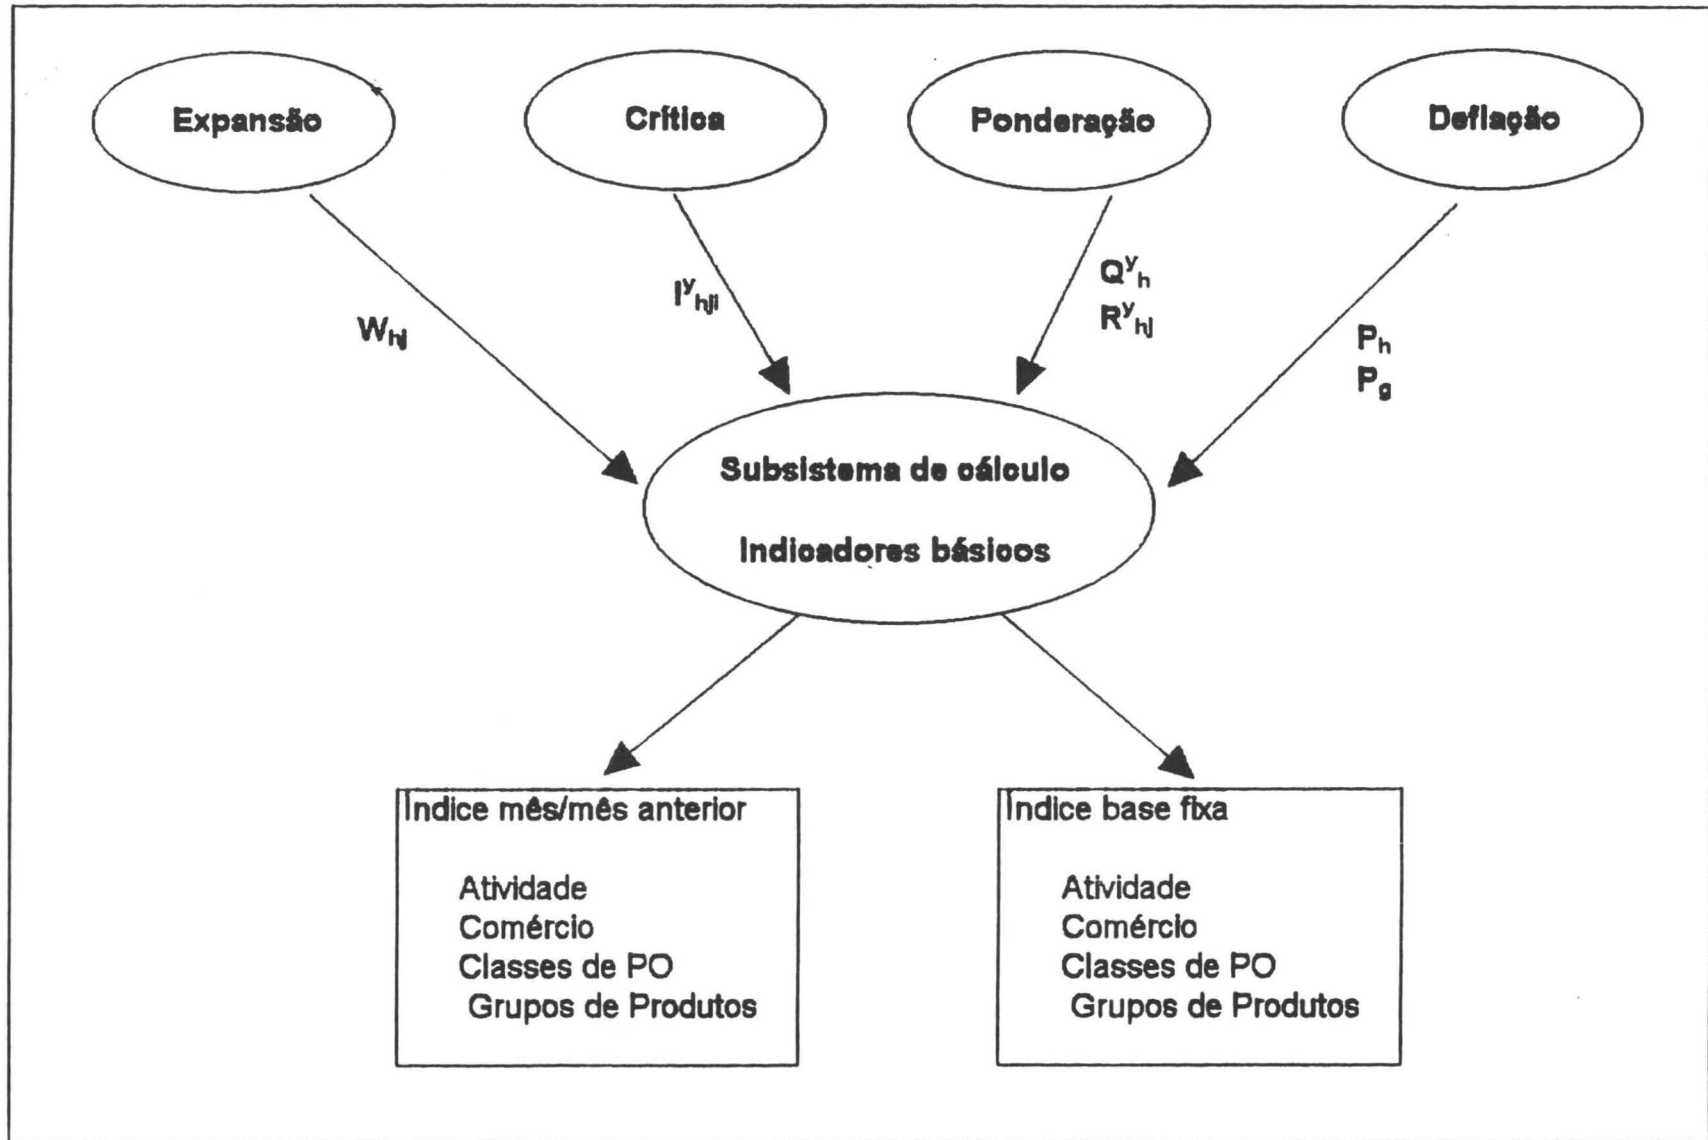 Expansão
Crítica
Ponderação
Deflação
W_hj
I^y_hji
Q^y_h
R^y_hj
P_h
P_g
Subsistema de cálculo
Indicadores básicos
Índice mês/mês anterior
Atividade
Comércio
Classes de PO
Grupos de Produtos
Índice base fixa
Atividade
Comércio
Classes de PO
Grupos de Produtos